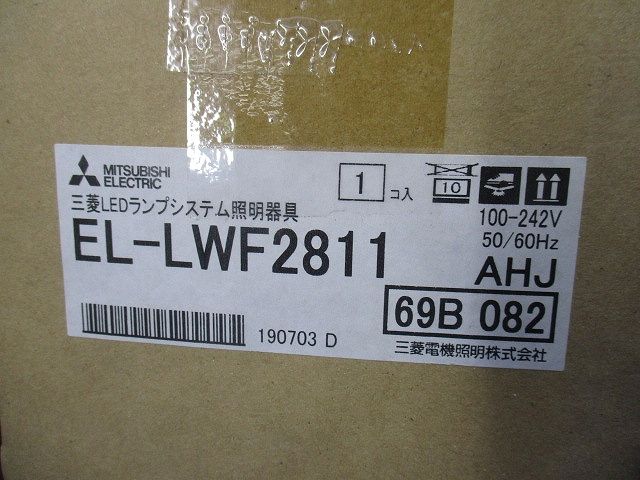 MITSUBISHI
ELECTRIC
1 コ入
10
三菱LEDランプシステム照明器具
100-242V
50/60Hz
EL-LWF2811
AHJ
69B 082
190703 D
三菱電機照明株式会社